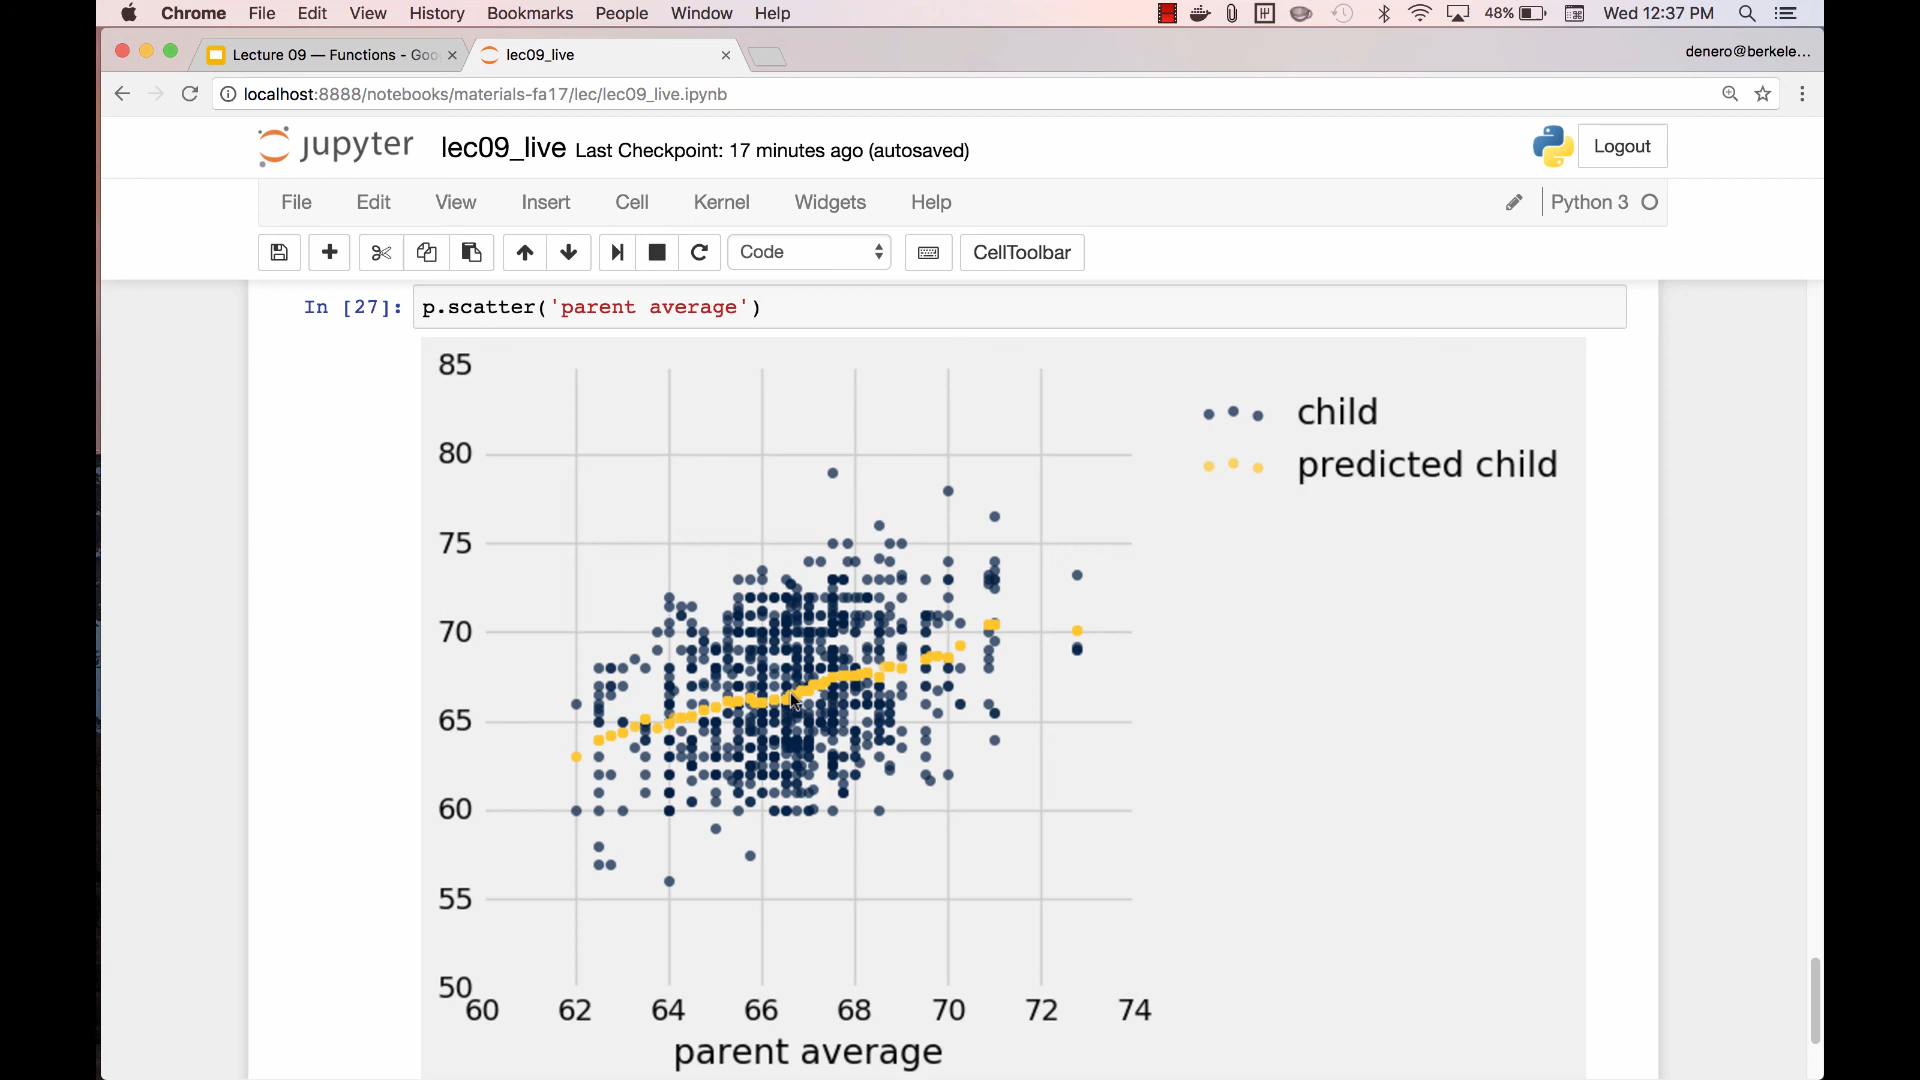 Chrome File Edit View History Bookmarks People Window Help 48% Wed 12:37 PM
Lecture 09 — Functions - Goo lec09_live denero@berkele...
localhost:8888/notebooks/materials-fa17/lec/lec09_live.ipynb
jupyter lec09_live Last Checkpoint: 17 minutes ago (autosaved) Logout
File Edit View Insert Cell Kernel Widgets Help Python 3
Code CellToolbar
In [27]: p.scatter('parent average')
85
child
80
predicted child
75
70
65
60
55
50
60 62 64 66 68 70 72 74
parent average